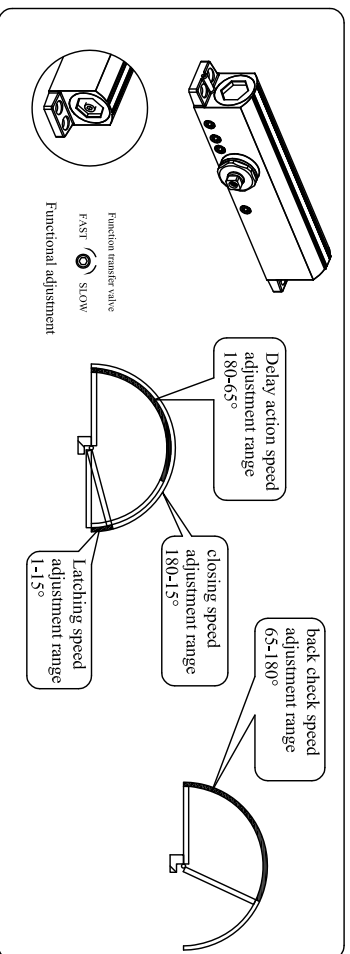 Function transfer valve
FAST
SLOW
Functional adjustment
Delay action speed
adjustment range
180-65°
closing speed
adjustment range
180-15°
Latching speed
adjustment range
1-15°
back check speed
adjustment range
65-180°